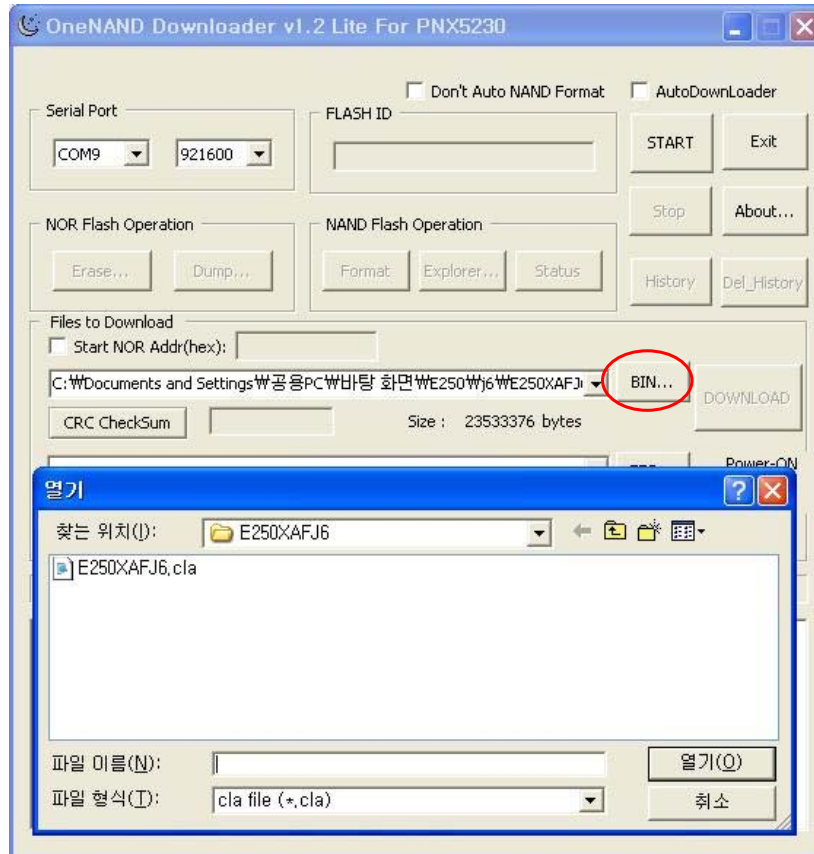 OneNAND Downloader v1.2 Lite For PNX5230
Don't Auto NAND Format
AutoDownLoader
Serial Port
FLASH ID
COM9
921600
START
Exit
Stop
About...
NOR Flash Operation
NAND Flash Operation
Erase...
Dump...
Format
Explorer...
Status
History
Del_History
Files to Download
Start NOR Addr(hex):
C:₩Documents and Settings₩공용PC₩바탕 화면₩E250₩j6₩E250XAFJ
BIN...
DOWNLOAD
CRC CheckSum
Size : 23533376 bytes
Power-ON
열기
찾는 위치(I):
E250XAFJ6
E250XAFJ6.cla
파일 이름(N):
열기(O)
파일 형식(T):
cla file (*.cla)
취소